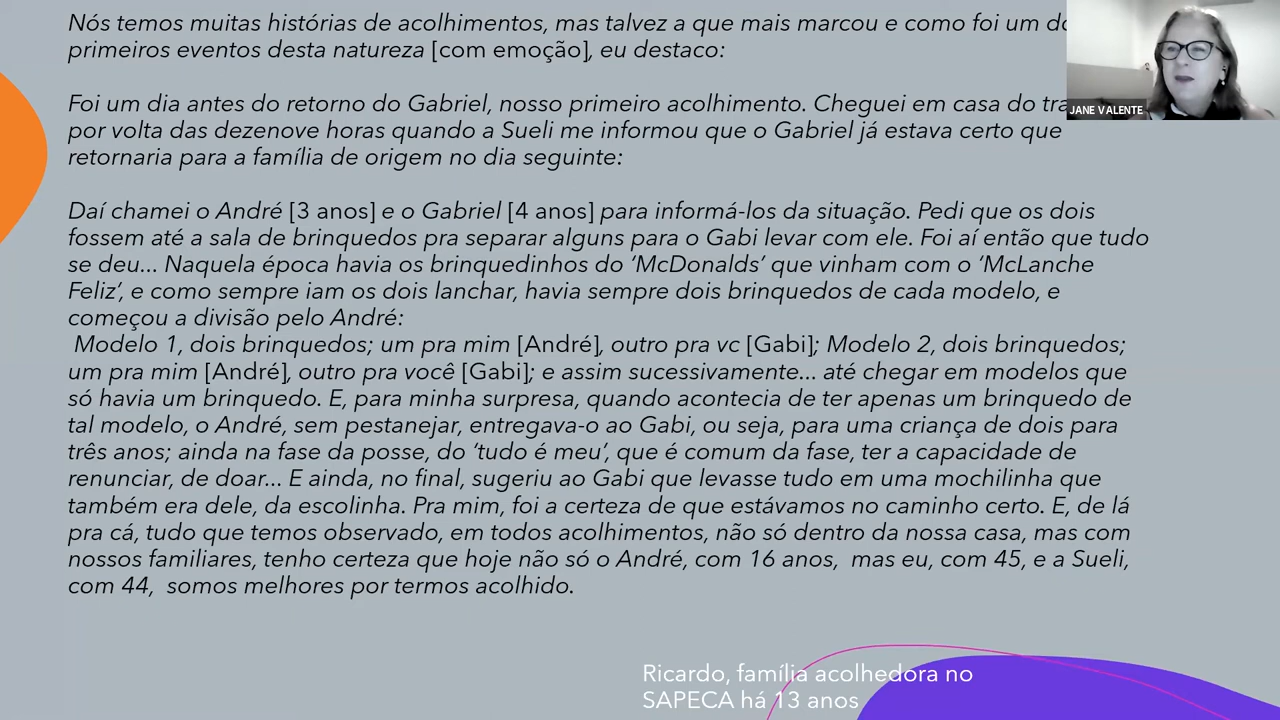 Nós temos muitas histórias de acolhimentos, mas talvez a que mais marcou e como foi um
primeiros eventos desta natureza [com emoção], eu destaco:
Foi um dia antes do retorno do Gabriel, nosso primeiro acolhimento. Cheguei em casa do
por volta das dezenove horas quando a Sueli me informou que o Gabriel já estava certo que
retornaria para a família de origem no dia seguinte:
Daí chamei o André [3 anos] e o Gabriel [4 anos] para informá-los da situação. Pedi que os dois
fossem até a sala de brinquedos pra separar alguns para o Gabi levar com ele. Foi aí então que tudo
se deu... Naquela época havia os brinquedinhos do ‘McDonalds’ que vinham com o ‘McLanche
Feliz’, e como sempre iam os dois lanchar, havia sempre dois brinquedos de cada modelo, e
começou a divisão pelo André:
Modelo 1, dois brinquedos; um pra mim [André], outro pra vc [Gabi]; Modelo 2, dois brinquedos;
um pra mim [André], outro pra você [Gabi]; e assim sucessivamente... até chegar em modelos que
só havia um brinquedo. E, para minha surpresa, quando acontecia de ter apenas um brinquedo de
tal modelo, o André, sem pestanejar, entregava-o ao Gabi, ou seja, para uma criança de dois para
três anos; ainda na fase da posse, do ‘tudo é meu’, que é comum da fase, ter a capacidade de
renunciar, de doar... E ainda, no final, sugeriu ao Gabi que levasse tudo em uma mochilinha que
também era dele, da escolinha. Pra mim, foi a certeza de que estávamos no caminho certo. E, de lá
pra cá, tudo que temos observado, em todos acolhimentos, não só dentro da nossa casa, mas com
nossos familiares, tenho certeza que hoje não só o André, com 16 anos, mas eu, com 45, e a Sueli,
com 44, somos melhores por termos acolhido.
Ricardo, família acolhedora no
SAPECA há 13 anos
JANE VALENTE